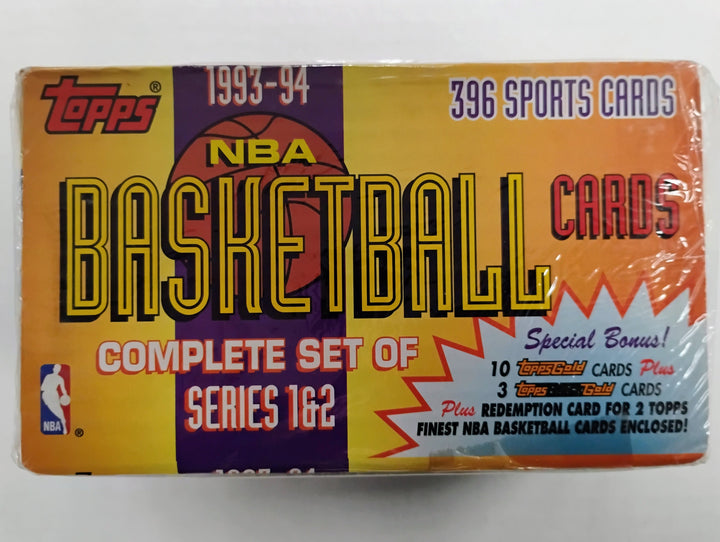 TOPPS ®
1993-94
396 SPORTS CARDS
NBA
BASKETBALL
CARDS
COMPLETE SET OF
SERIES 1&2
NBA ®
Special Bonus!
10 ToppsGold CARDS Plus
3 Topps Gold CARDS
Plus REDEMPTION CARD FOR 2 TOPPS
FINEST NBA BASKETBALL CARDS ENCLOSED!